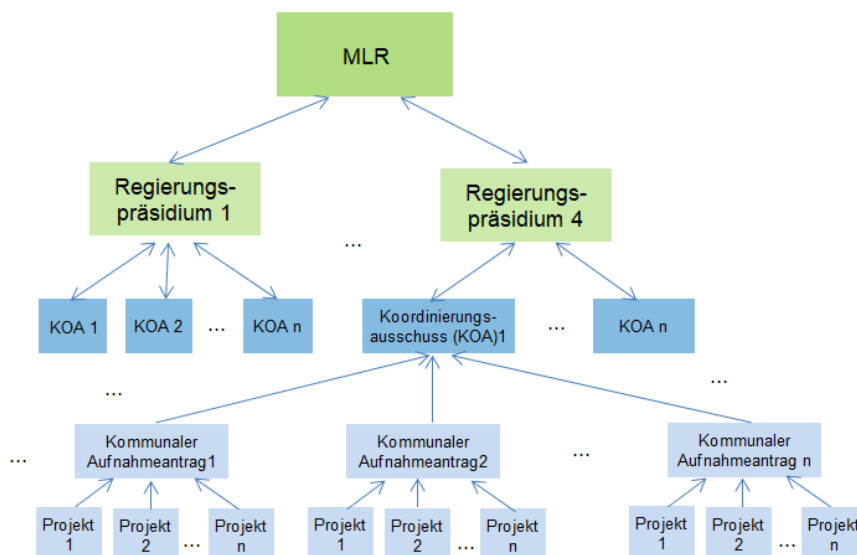 MLR
Regierungs-
präsidium 1
Regierungs-
präsidium 4
...
KOA 1
KOA 2
...
KOA n
Koordinierungs-
ausschuss (KOA)1
...
KOA n
...
...
...
Kommunaler
Aufnahmeantrag1
Kommunaler
Aufnahmeantrag2
...
Kommunaler
Aufnahmeantrag n
Projekt
1
Projekt
2
...
Projekt
n
Projekt
1
Projekt
2
...
Projekt
n
Projekt
1
Projekt
2
...
Projekt
n